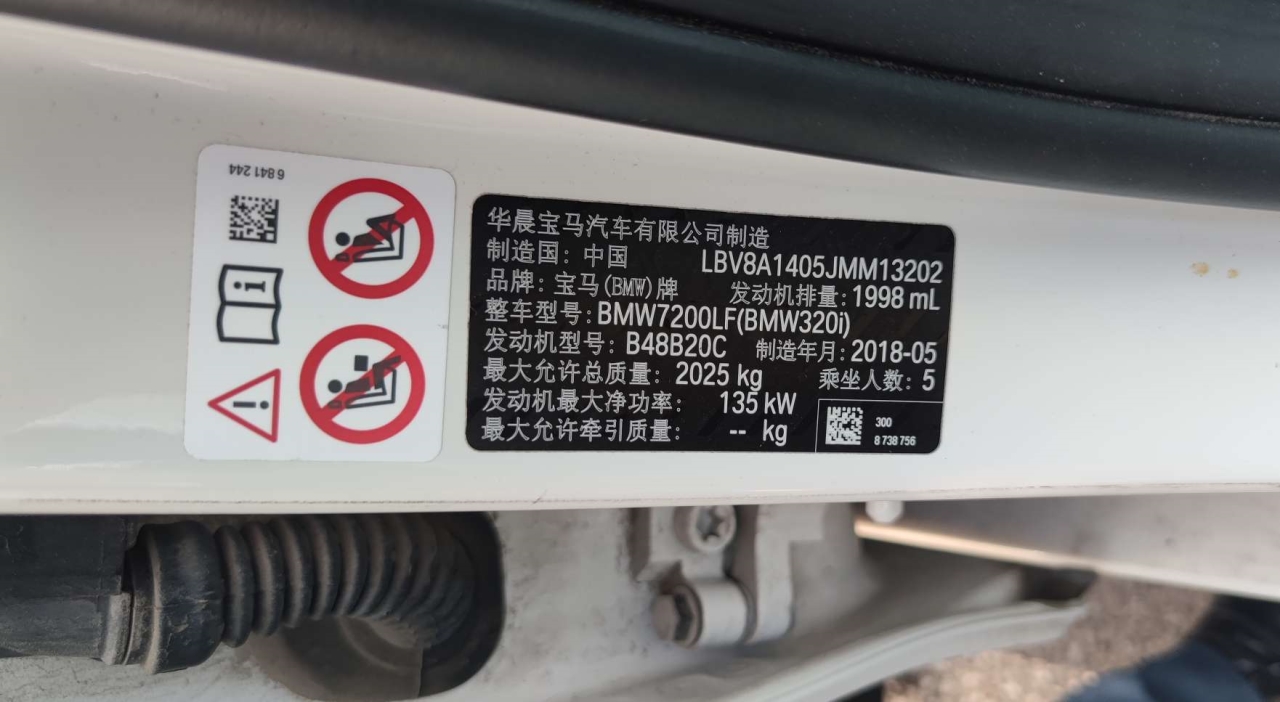 6 841 244
华晨宝马汽车有限公司制造
制造国: 中国 LBV8A1405JMM13202
品牌: 宝马(BMW)牌 发动机排量: 1998 mL
整车型号: BMW7200LF(BMW320i)
发动机型号: B48B20C 制造年月: 2018-05
最大允许总质量: 2025 kg 乘坐人数: 5
发动机最大净功率: 135 kW
最大允许牵引质量: -- kg
300
8 738 756